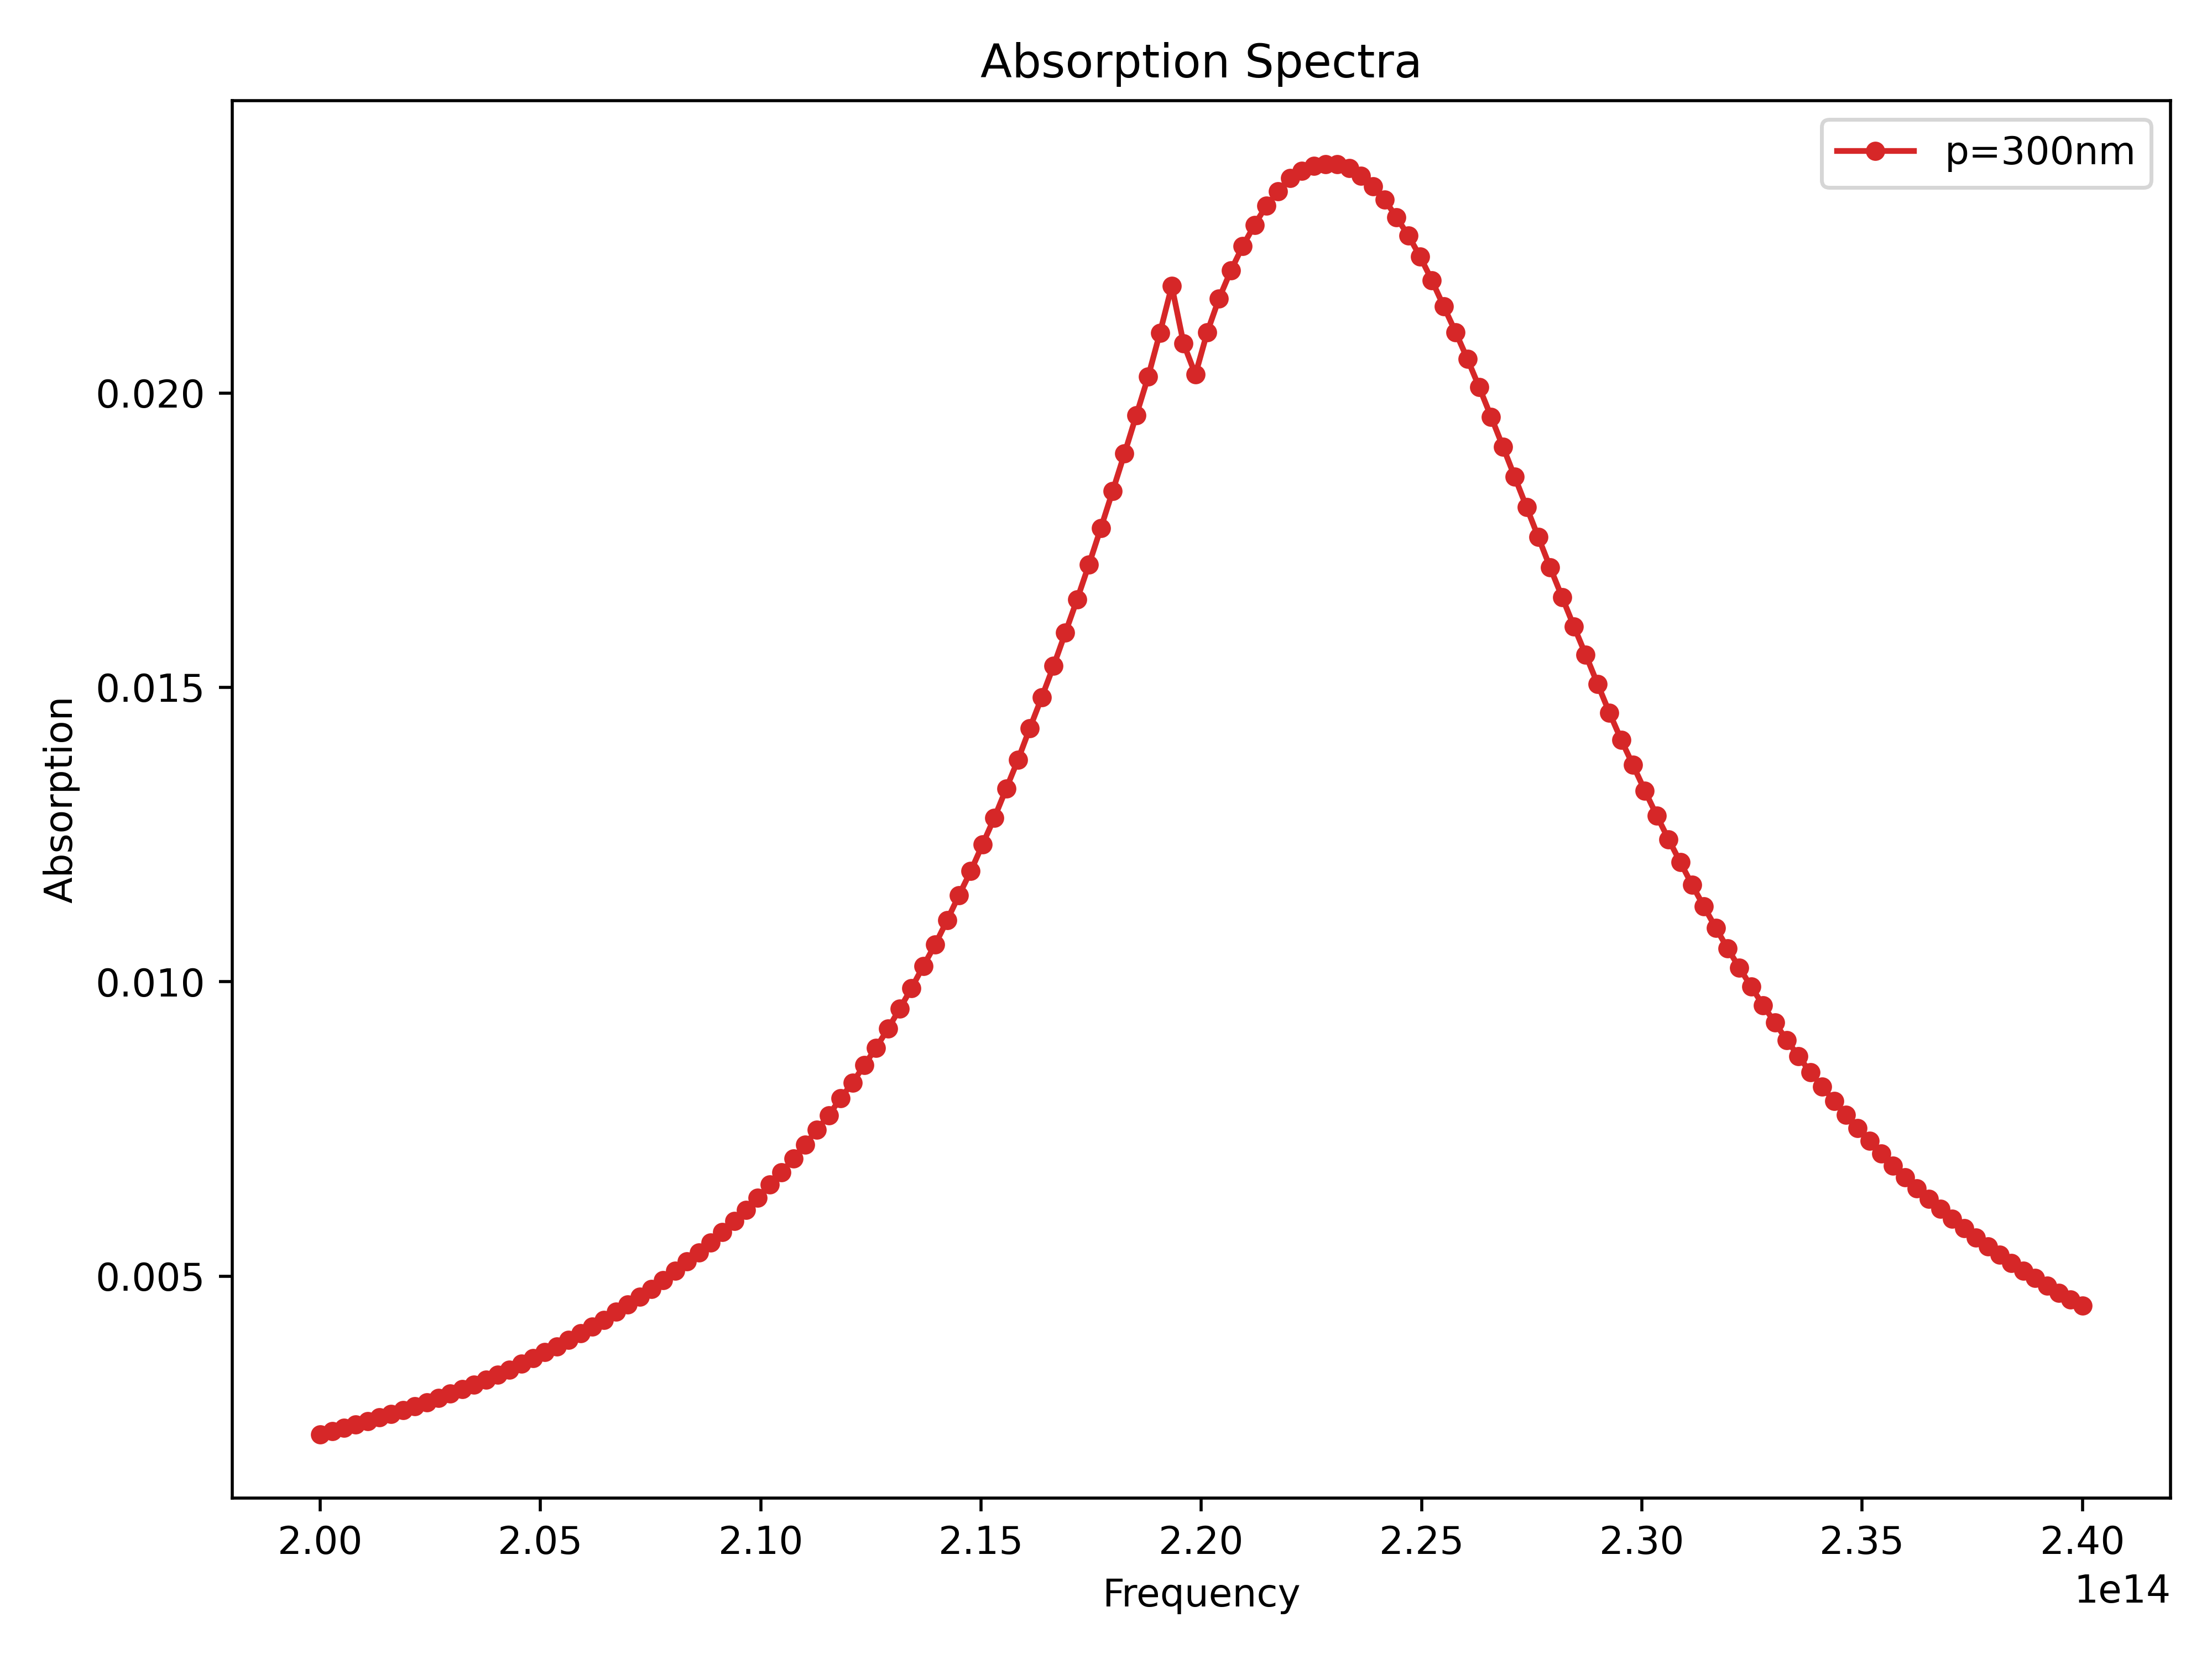 Absorption Spectra
p=300nm
Absorption
0.020
0.015
0.010
0.005
2.00 2.05 2.10 2.15 2.20 2.25 2.30 2.35 2.40
1e14
Frequency